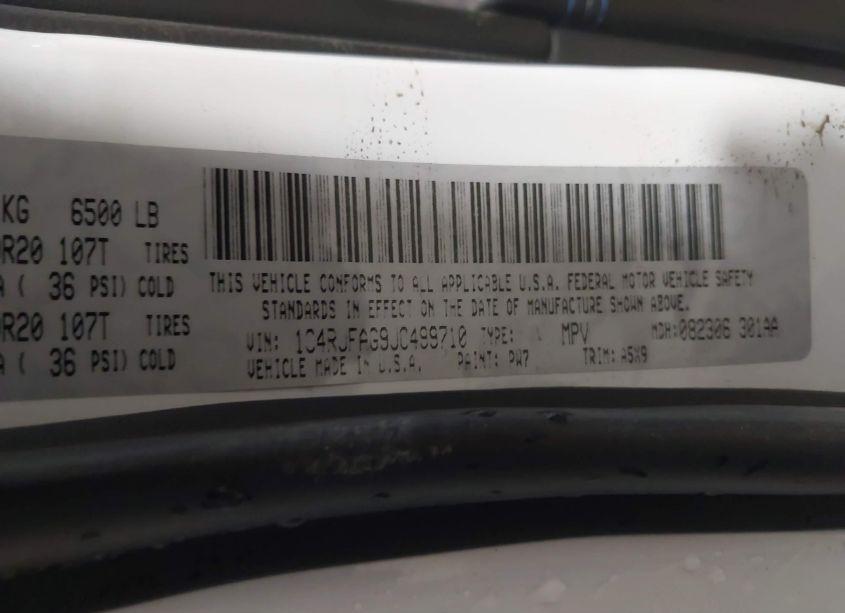 KG 6500 LB
R20 107T TIRES
( 36 PSI) COLD
R20 107T TIRES
( 36 PSI) COLD
THIS VEHICLE CONFORMS TO ALL APPLICABLE U.S.A. FEDERAL MOTOR VEHICLE SAFETY
STANDARDS IN EFFECT ON THE DATE OF MANUFACTURE SHOWN ABOVE.
VIN: 1C4RJFAG9JC499710 TYPE: MPV MDH:082306 301AA
VEHICLE MADE IN U.S.A. PAINT: PW7 TRIM: A5X9